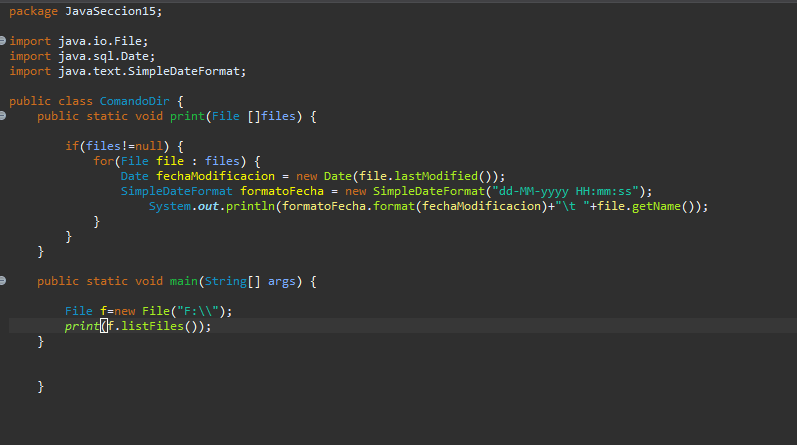 package JavaSeccion15;
import java.io.File;
import java.sql.Date;
import java.text.SimpleDateFormat;
public class ComandoDir {
public static void print(File []files) {
if(files!=null) {
for(File file : files) {
Date fechaModificacion = new Date(file.lastModified());
SimpleDateFormat formatoFecha = new SimpleDateFormat("dd-MM-yyyy HH:mm:ss");
System.out.println(formatoFecha.format(fechaModificacion)+"\t "+file.getName());
}
}
}
public static void main(String[] args) {
File f=new File("F:\\");
print(f.listFiles());
}
}